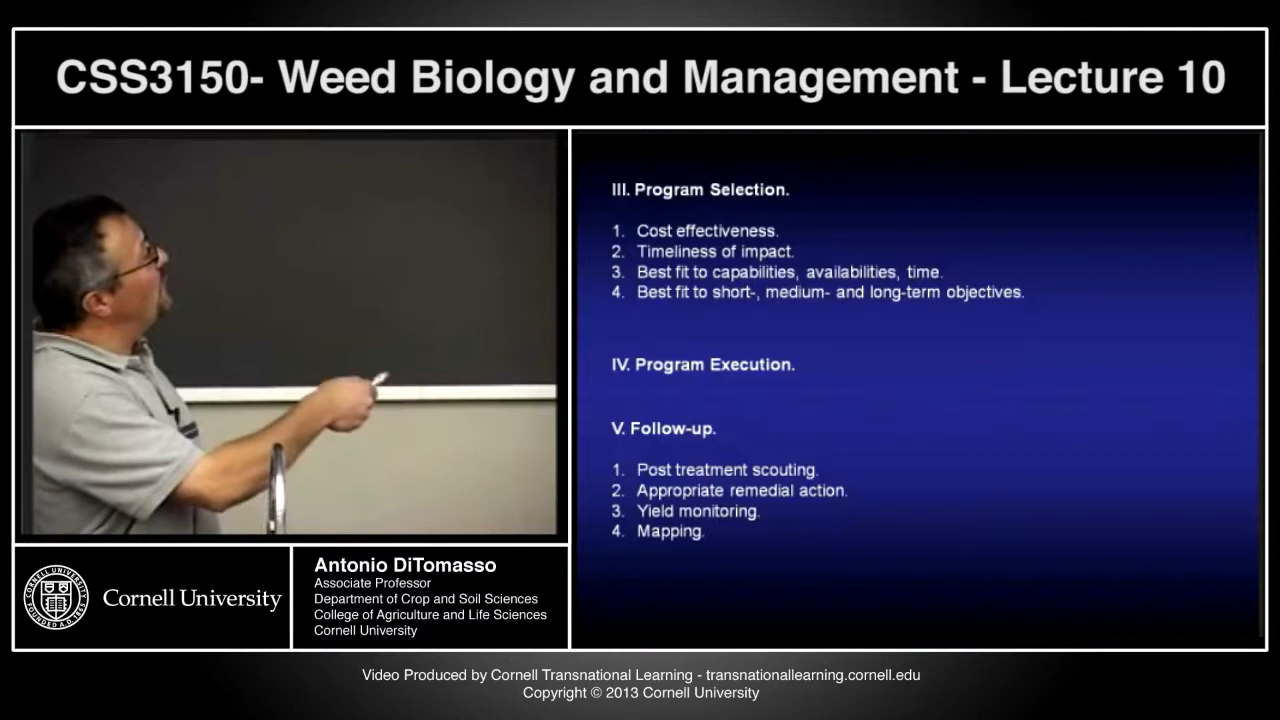 CSS3150- Weed Biology and Management - Lecture 10
III. Program Selection.
1. Cost effectiveness.
2. Timeliness of impact.
3. Best fit to capabilities, availabilities, time.
4. Best fit to short-, medium- and long-term objectives.
IV. Program Execution.
V. Follow-up.
1. Post treatment scouting.
2. Appropriate remedial action.
3. Yield monitoring.
4. Mapping.
CORNELL UNIVERSITY
FOUNDED A.D.
Cornell University
Antonio DiTomasso
Associate Professor
Department of Crop and Soil Sciences
College of Agriculture and Life Sciences
Cornell University
Video Produced by Cornell Transnational Learning - transnationallearning.cornell.edu
Copyright © 2013 Cornell University